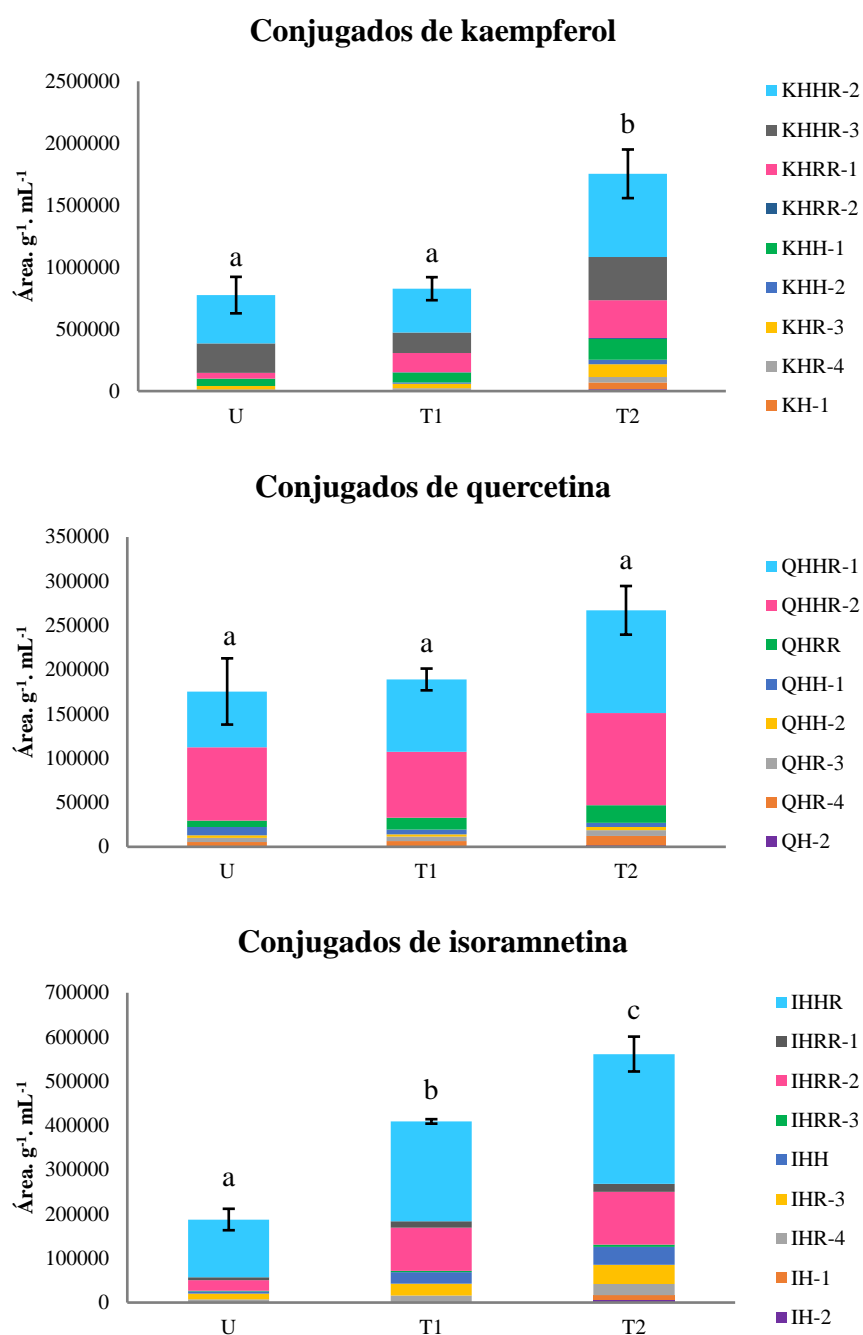 Conjugados de kaempferol
2500000
2000000
1500000
1000000
500000
0
Área. g⁻¹. mL⁻¹
a
a
b
U
T1
T2
KHHR-2
KHHR-3
KHRR-1
KHRR-2
KHH-1
KHH-2
KHR-3
KHR-4
KH-1
Conjugados de quercetina
350000
300000
250000
200000
150000
100000
50000
0
Área. g⁻¹. mL⁻¹
a
a
a
U
T1
T2
QHHR-1
QHHR-2
QHRR
QHH-1
QHH-2
QHR-3
QHR-4
QH-2
Conjugados de isoramnetina
700000
600000
500000
400000
300000
200000
100000
0
Área. g⁻¹. mL⁻¹
a
b
c
U
T1
T2
IHHR
IHRR-1
IHRR-2
IHRR-3
IHH
IHR-3
IHR-4
IH-1
IH-2